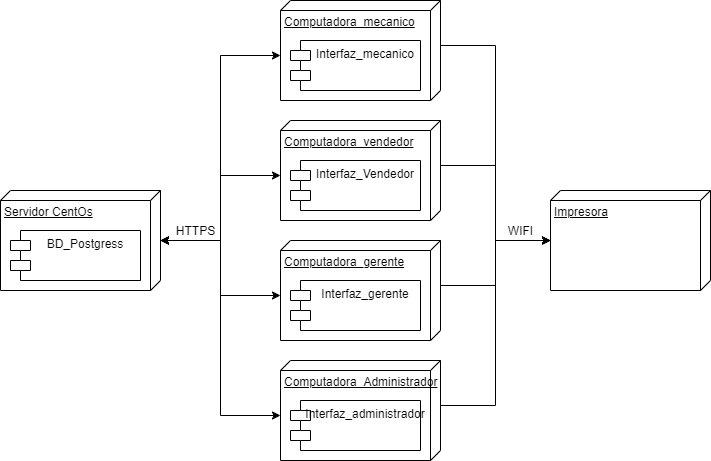 Computadora_mecanico
Interfaz_mecanico
Computadora_vendedor
Interfaz_Vendedor
Servidor CentOs
BD_Postgress
HTTPS
WIFI
Impresora
Computadora_gerente
Interfaz_gerente
Computadora_Administrador
Interfaz_administrador